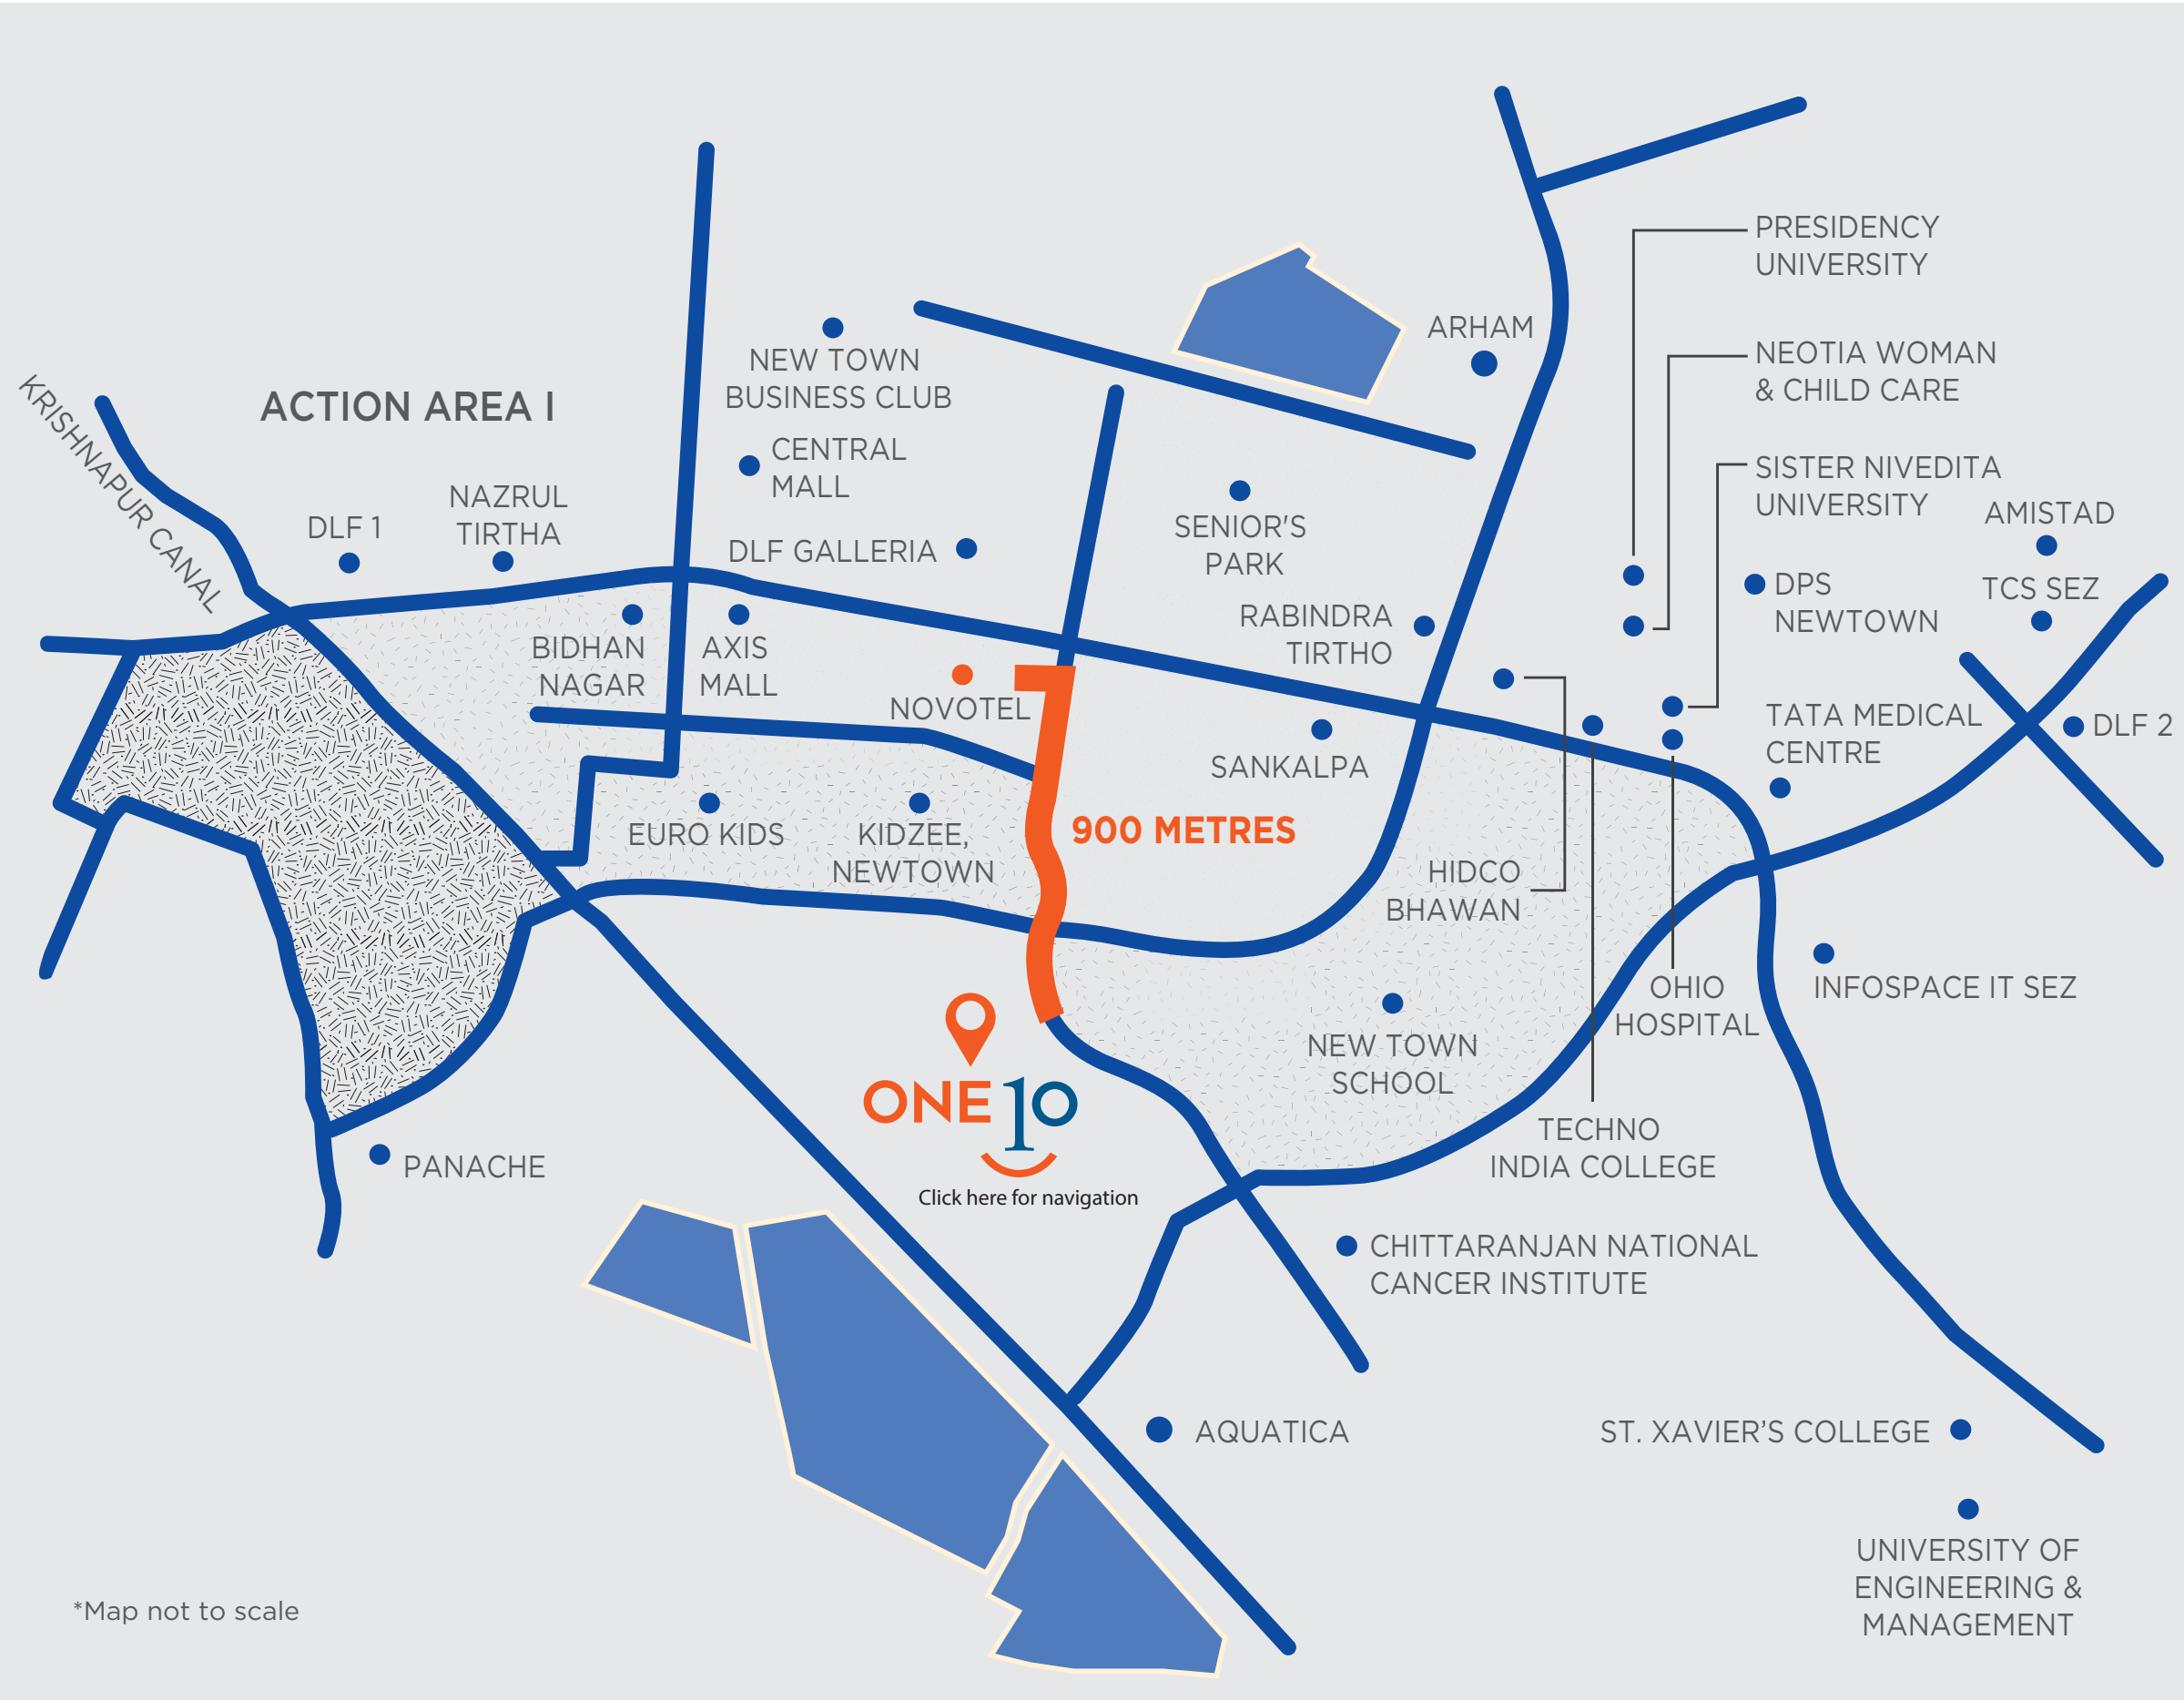 PRESIDENCY
UNIVERSITY
ARHAM
NEOTIA WOMAN
& CHILD CARE
NEW TOWN
BUSINESS CLUB
KRISHNAPUR CANAL
ACTION AREA I
CENTRAL
MALL
SISTER NIVEDITA
UNIVERSITY
AMISTAD
NAZRUL
TIRTHA
DLF 1
DLF GALLERIA
SENIOR'S
PARK
DPS
NEWTOWN
TCS SEZ
RABINDRA
TIRTHO
BIDHAN
NAGAR
AXIS
MALL
NOVOTEL
TATA MEDICAL
CENTRE
DLF 2
SANKALPA
EURO KIDS
KIDZEE,
NEWTOWN
900 METRES
HIDCO
BHAWAN
OHIO
HOSPITAL
INFOSPACE IT SEZ
NEW TOWN
SCHOOL
ONE10
Click here for navigation
TECHNO
INDIA COLLEGE
PANACHE
CHITTARANJAN NATIONAL
CANCER INSTITUTE
AQUATICA
ST. XAVIER’S COLLEGE
UNIVERSITY OF
ENGINEERING &
MANAGEMENT
*Map not to scale